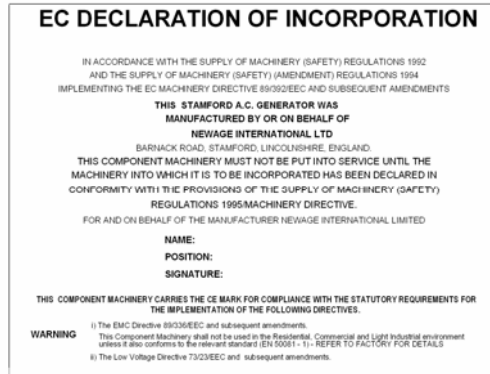 EC DECLARATION OF INCORPORATION
IN ACCORDANCE WITH THE SUPPLY OF MACHINERY (SAFETY) REGULATIONS 1992
AND THE SUPPLY OF MACHINERY (SAFETY) (AMENDMENT) REGULATIONS 1994
IMPLEMENTING THE EC MACHINERY DIRECTIVE 89/392/EEC AND SUBSEQUENT AMENDMENTS
THIS STAMFORD A.C. GENERATOR WAS
MANUFACTURED BY OR ON BEHALF OF
NEWAGE INTERNATIONAL LTD
BARNACK ROAD, STAMFORD, LINCOLNSHIRE, ENGLAND.
THIS COMPONENT MACHINERY MUST NOT BE PUT INTO SERVICE UNTIL THE
MACHINERY INTO WHICH IT IS TO BE INCORPORATED HAS BEEN DECLARED IN
CONFORMITY WITH THE PROVISIONS OF THE SUPPLY OF MACHINERY (SAFETY)
REGULATIONS 1995/MACHINERY DIRECTIVE.
FOR AND ON BEHALF OF THE MANUFACTURER NEWAGE INTERNATIONAL LIMITED
NAME:
POSITION:
SIGNATURE:
THIS COMPONENT MACHINERY CARRIES THE CE MARK FOR COMPLIANCE WITH THE STATUTORY REQUIREMENTS FOR
THE IMPLEMENTATION OF THE FOLLOWING DIRECTIVES.
i) The EMC Directive 89/336/EEC and subsequent amendments.
WARNING This Component Machinery shall not be used in the Residential, Commercial and Light Industrial environment
unless it also conforms to the relevant standard (EN 50081 - 1) - REFER TO FACTORY FOR DETAILS
ii) The Low Voltage Directive 73/23/EEC and subsequent amendments.